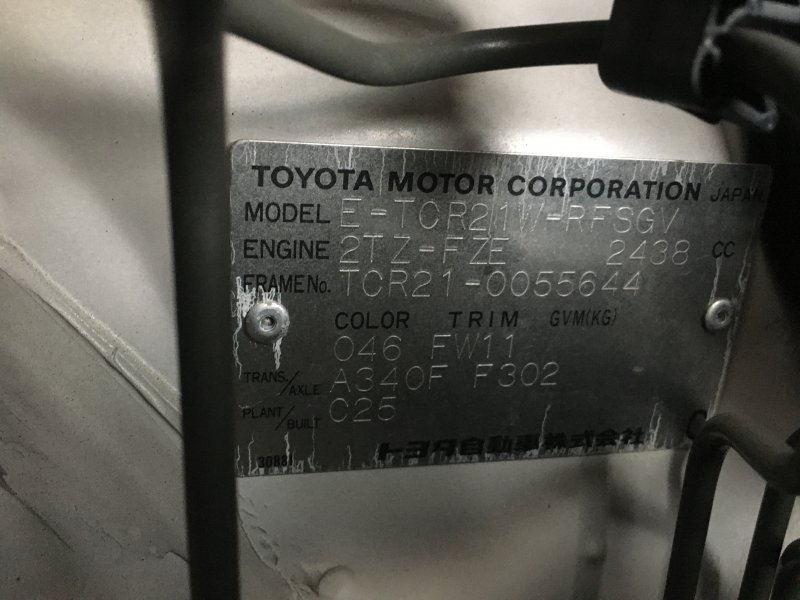 TOYOTA MOTOR CORPORATION JAPAN
MODEL E-TCR21W-RFSGV
ENGINE 2TZ-FZE 2438 CC
FRAME No. TCR21-0055644
COLOR TRIM GVM(KG)
046 FW11
TRANS./AXLE A340F F302
PLANT/BUILT C25
トヨタ自動車株式会社
30881